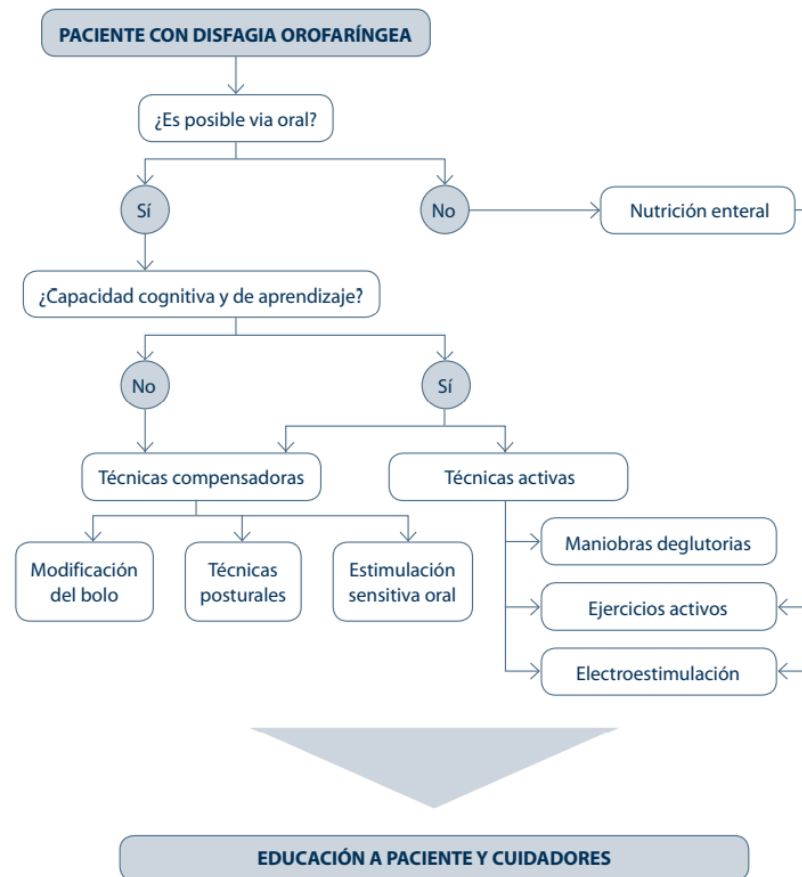 PACIENTE CON DISFAGIA OROFARÍNGEA
¿Es posible via oral?
Sí
No
Nutrición enteral
¿Capacidad cognitiva y de aprendizaje?
No
Sí
Técnicas compensadoras
Técnicas activas
Modificación
del bolo
Técnicas
posturales
Estimulación
sensitiva oral
Maniobras deglutorias
Ejercicios activos
Electroestimulación
EDUCACIÓN A PACIENTE Y CUIDADORES